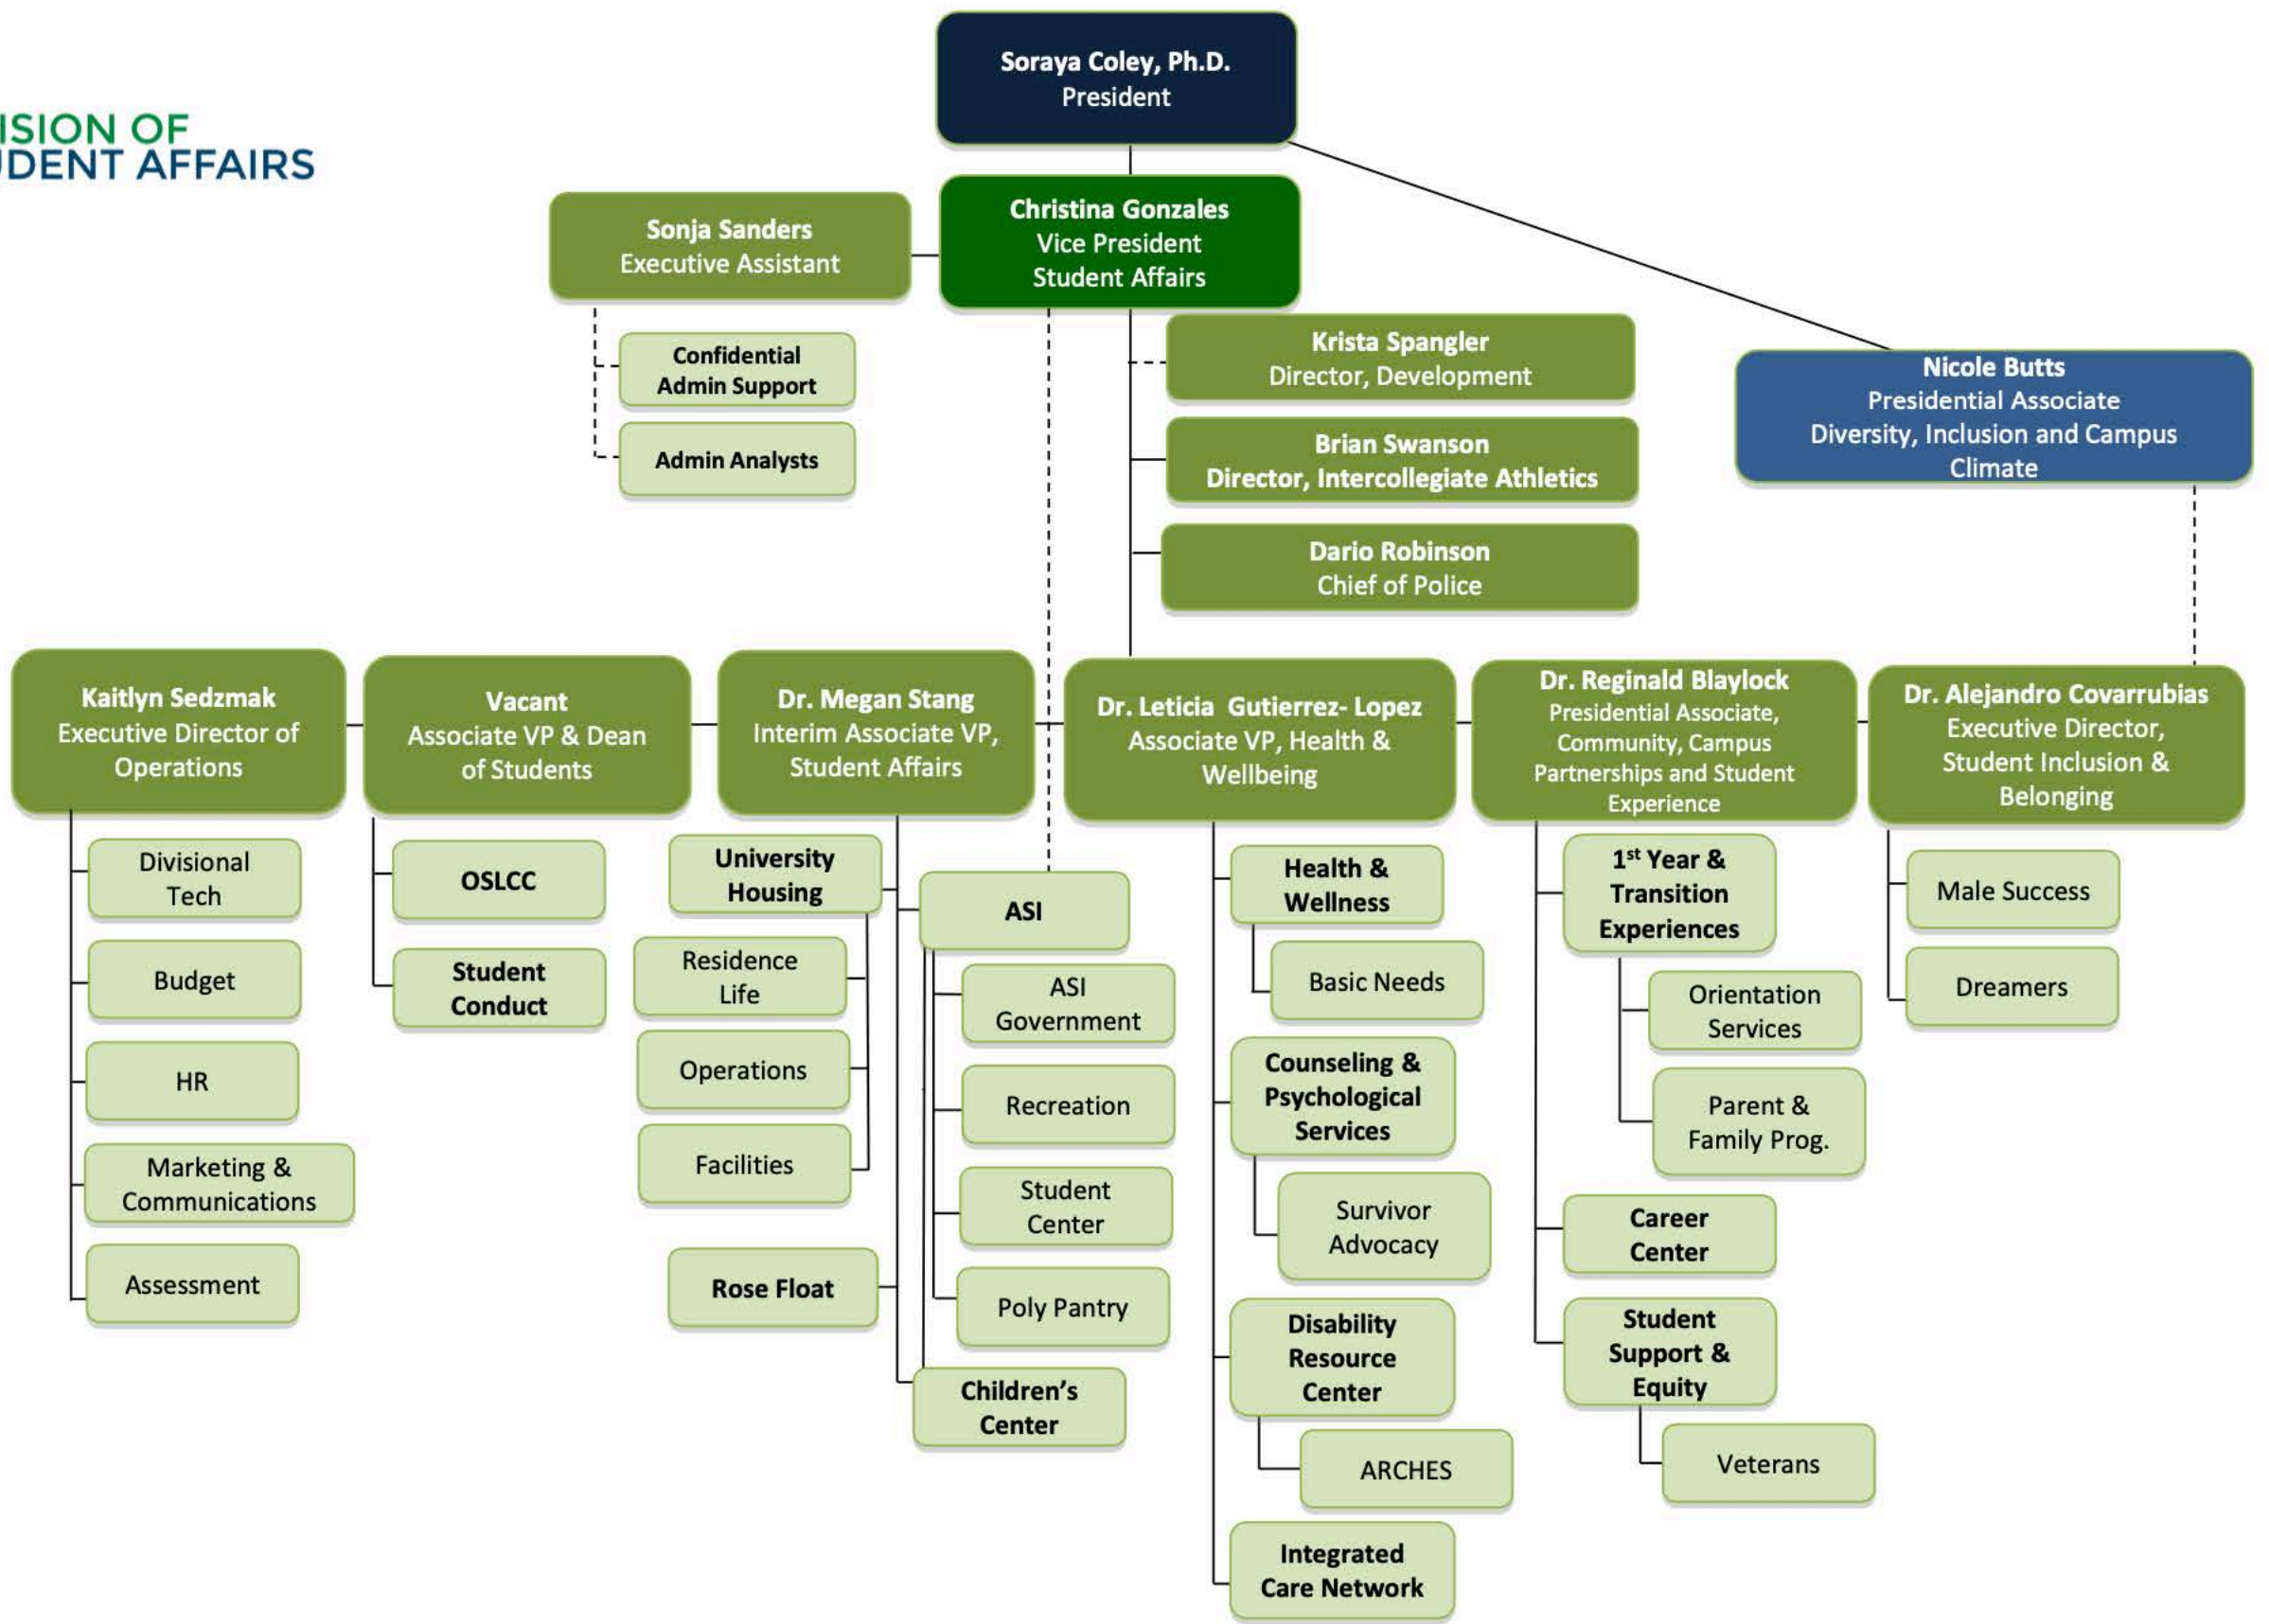 Soraya Coley, Ph.D.
President
ISION OF
UDENT AFFAIRS
Sonja Sanders
Executive Assistant
Christina Gonzales
Vice President
Student Affairs
Confidential
Admin Support
Admin Analysts
Krista Spangler
Director, Development
Brian Swanson
Director, Intercollegiate Athletics
Dario Robinson
Chief of Police
Nicole Butts
Presidential Associate
Diversity, Inclusion and Campus
Climate
Kaitlyn Sedzmak
Executive Director of
Operations
Divisional
Tech
Budget
HR
Marketing &
Communications
Assessment
Vacant
Associate VP & Dean
of Students
OSLCC
Student
Conduct
Dr. Megan Stang
Interim Associate VP,
Student Affairs
University
Housing
Residence
Life
Operations
Facilities
Rose Float
ASI
ASI
Government
Recreation
Student
Center
Poly Pantry
Children's
Center
Dr. Leticia Gutierrez- Lopez
Associate VP, Health &
Wellbeing
Health &
Wellness
Basic Needs
Counseling &
Psychological
Services
Survivor
Advocacy
Disability
Resource
Center
ARCHES
Integrated
Care Network
Dr. Reginald Blaylock
Presidential Associate,
Community, Campus
Partnerships and Student
Experience
1st Year &
Transition
Experiences
Orientation
Services
Parent &
Family Prog.
Career
Center
Student
Support &
Equity
Veterans
Dr. Alejandro Covarrubias
Executive Director,
Student Inclusion &
Belonging
Male Success
Dreamers